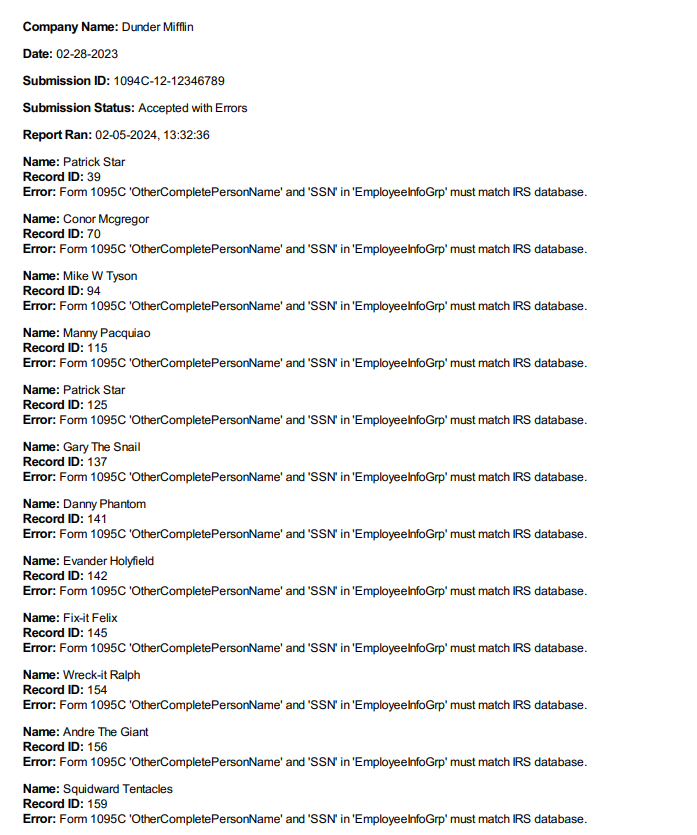 Company Name: Dunder Mifflin
Date: 02-28-2023
Submission ID: 1094C-12-12346789
Submission Status: Accepted with Errors
Report Ran: 02-05-2024, 13:32:36
Name: Patrick Star
Record ID: 39
Error: Form 1095C 'OtherCompletePersonName' and 'SSN' in 'EmployeeInfoGrp' must match IRS database.
Name: Conor Mcgregor
Record ID: 70
Error: Form 1095C 'OtherCompletePersonName' and 'SSN' in 'EmployeeInfoGrp' must match IRS database.
Name: Mike W Tyson
Record ID: 94
Error: Form 1095C 'OtherCompletePersonName' and 'SSN' in 'EmployeeInfoGrp' must match IRS database.
Name: Manny Pacquiao
Record ID: 115
Error: Form 1095C 'OtherCompletePersonName' and 'SSN' in 'EmployeeInfoGrp' must match IRS database.
Name: Patrick Star
Record ID: 125
Error: Form 1095C 'OtherCompletePersonName' and 'SSN' in 'EmployeeInfoGrp' must match IRS database.
Name: Gary The Snail
Record ID: 137
Error: Form 1095C 'OtherCompletePersonName' and 'SSN' in 'EmployeeInfoGrp' must match IRS database.
Name: Danny Phantom
Record ID: 141
Error: Form 1095C 'OtherCompletePersonName' and 'SSN' in 'EmployeeInfoGrp' must match IRS database.
Name: Evander Holyfield
Record ID: 142
Error: Form 1095C 'OtherCompletePersonName' and 'SSN' in 'EmployeeInfoGrp' must match IRS database.
Name: Fix-it Felix
Record ID: 145
Error: Form 1095C 'OtherCompletePersonName' and 'SSN' in 'EmployeeInfoGrp' must match IRS database.
Name: Wreck-it Ralph
Record ID: 154
Error: Form 1095C 'OtherCompletePersonName' and 'SSN' in 'EmployeeInfoGrp' must match IRS database.
Name: Andre The Giant
Record ID: 156
Error: Form 1095C 'OtherCompletePersonName' and 'SSN' in 'EmployeeInfoGrp' must match IRS database.
Name: Squidward Tentacles
Record ID: 159
Error: Form 1095C 'OtherCompletePersonName' and 'SSN' in 'EmployeeInfoGrp' must match IRS database.